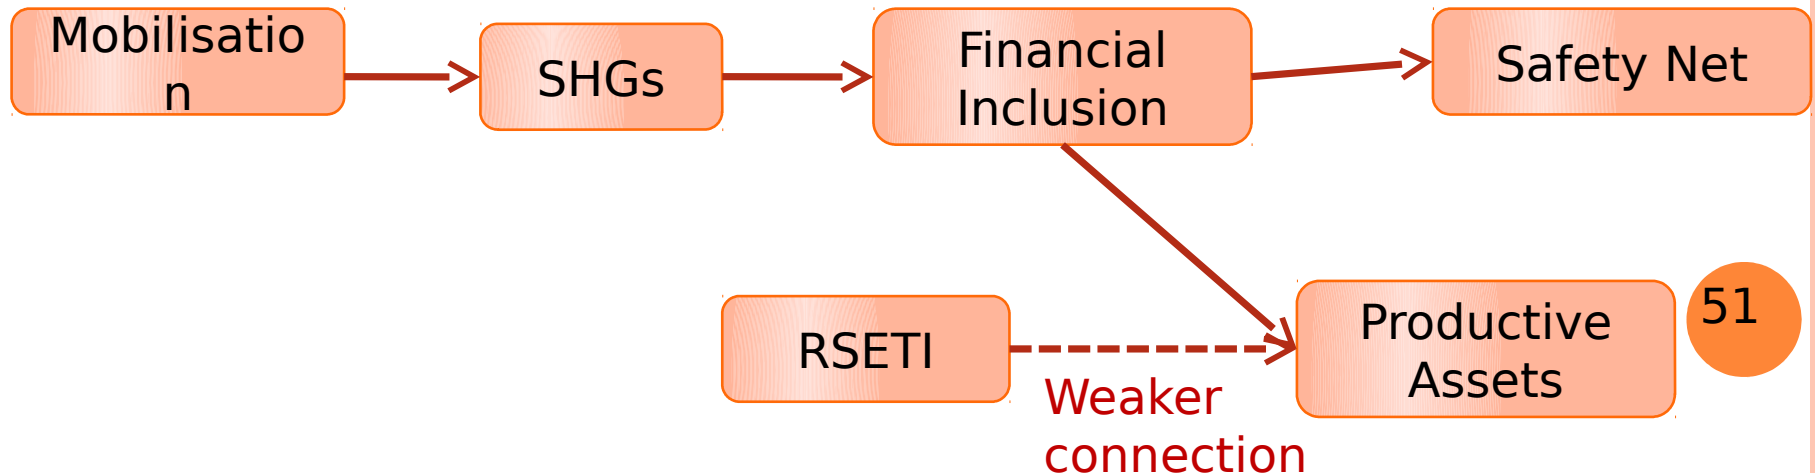 Mobilisatio
n
SHGs
Financial
Inclusion
Safety Net
RSETI
Weaker
connection
Productive
Assets
51